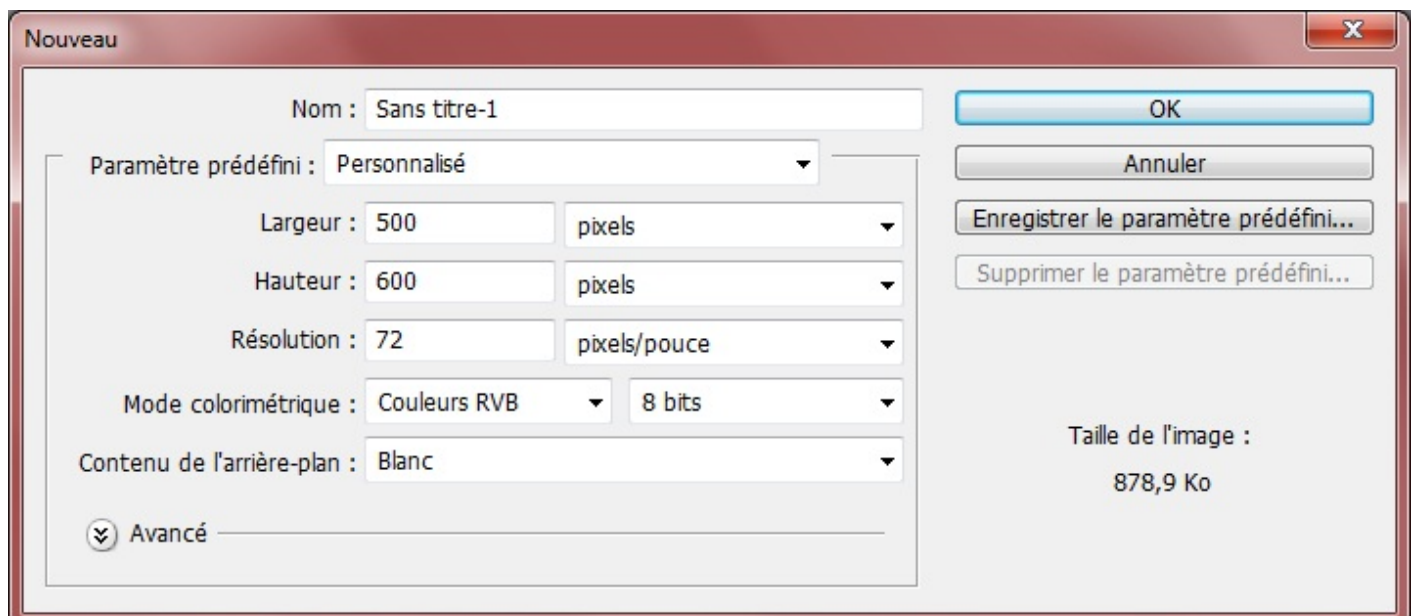 Nouveau
Nom : Sans titre-1
OK
Paramètre prédéfini : Personnalisé
Annuler
Largeur : 500 pixels
Enregistrer le paramètre prédéfini...
Hauteur : 600 pixels
Supprimer le paramètre prédéfini...
Résolution : 72 pixels/pouce
Mode colorimétrique : Couleurs RVB 8 bits
Taille de l'image :
Contenu de l'arrière-plan : Blanc
878,9 Ko
Avancé